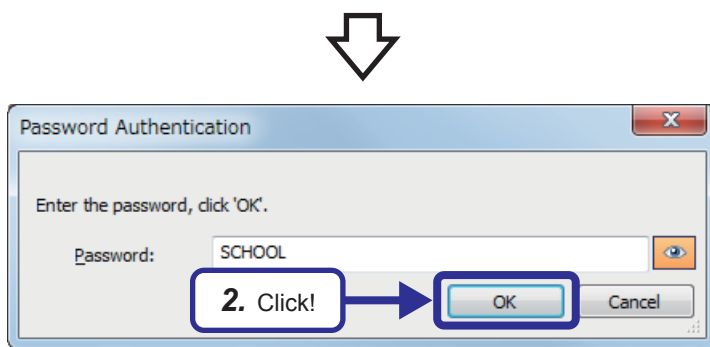 Password Authentication
Enter the password, click 'OK'.
Password: SCHOOL
2. Click!
OK Cancel